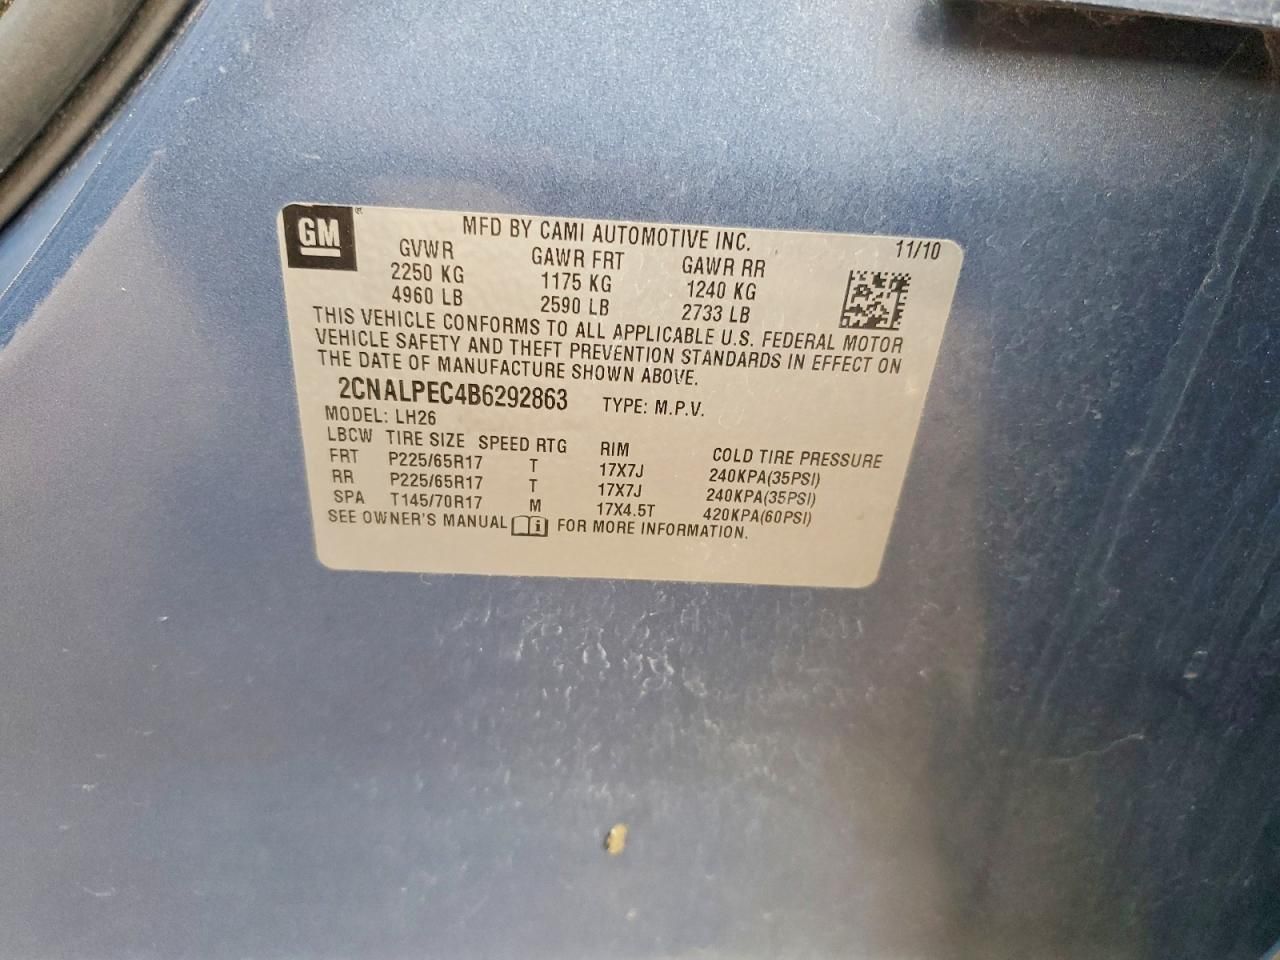 GM® MFD BY CAMI AUTOMOTIVE INC. 11/10
GVWR GAWR FRT GAWR RR
2250 KG 1175 KG 1240 KG
4960 LB 2590 LB 2733 LB
THIS VEHICLE CONFORMS TO ALL APPLICABLE U.S. FEDERAL MOTOR
VEHICLE SAFETY AND THEFT PREVENTION STANDARDS IN EFFECT ON
THE DATE OF MANUFACTURE SHOWN ABOVE.
2CNALPEC4B6292863 TYPE: M.P.V.
MODEL: LH26
LBCW TIRE SIZE SPEED RTG RIM COLD TIRE PRESSURE
FRT P225/65R17 T 17X7J 240KPA(35PSI)
RR P225/65R17 T 17X7J 240KPA(35PSI)
SPA T145/70R17 M 17X4.5T 420KPA(60PSI)
SEE OWNER'S MANUAL i FOR MORE INFORMATION.